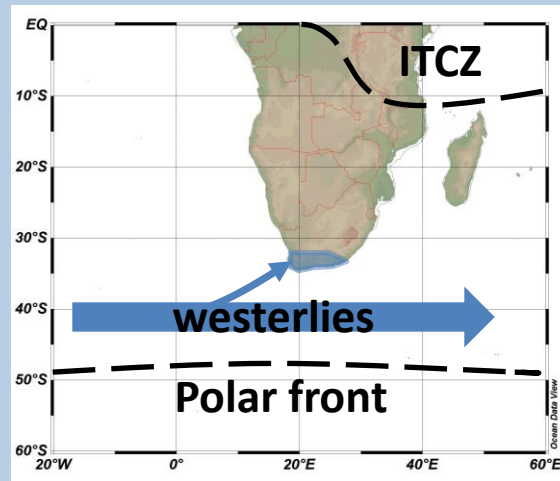 EQ
ITCZ
10°S
20°S
30°S
40°S
westerlies
50°S
Polar front
60°S
20°W
0°
20°E
40°E
60°E
Ocean Data View